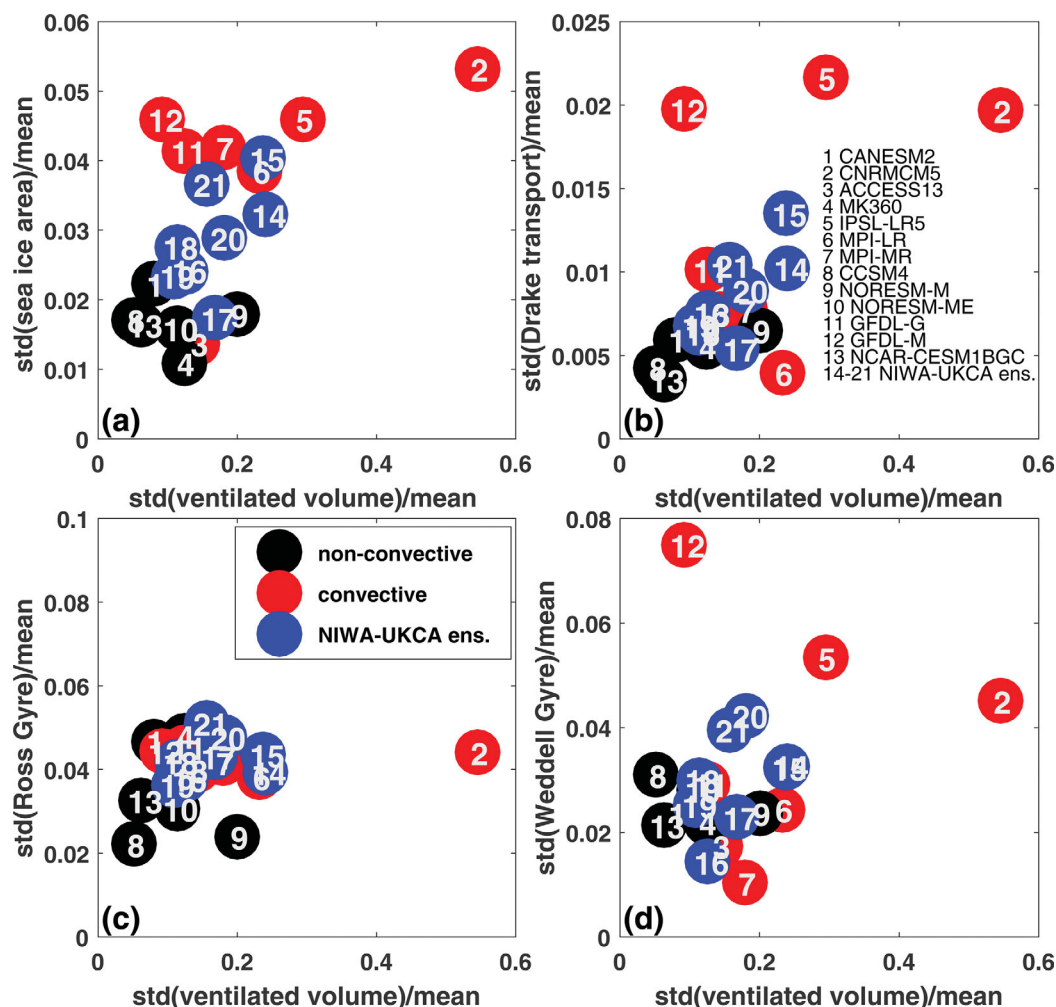 0.06
0.05
0.04
0.03
0.02
0.01
0
std(sea ice area)/mean
2
12
5
11
7
15
6
21
14
20
18
16
19
1
8
13
10
17
9
3
4
(a)
0 0.2 0.4 0.6
std(ventilated volume)/mean
0.025
0.02
0.015
0.01
0.005
0
std(Drake transport)/mean
5
12
2
15
21
14
20
7
9
17
6
8
13
1 CANESM2
2 CNRMCM5
3 ACCESS13
4 MK360
5 IPSL-LR5
6 MPI-LR
7 MPI-MR
8 CCSM4
9 NORESM-M
10 NORESM-ME
11 GFDL-G
12 GFDL-M
13 NCAR-CESM1BGC
14-21 NIWA-UKCA ens.
(b)
0 0.2 0.4 0.6
std(ventilated volume)/mean
0.1
0.08
0.06
0.04
0.02
0
std(Ross Gyre)/mean
non-convective
convective
NIWA-UKCA ens.
21
20
4
1
15
14
17
6
2
13
10
8
9
(c)
0 0.2 0.4 0.6
std(ventilated volume)/mean
0.08
0.06
0.04
0.02
0
std(Weddell Gyre)/mean
12
5
2
20
21
8
13
19
17
9
6
4
3
16
7
(d)
0 0.2 0.4 0.6
std(ventilated volume)/mean